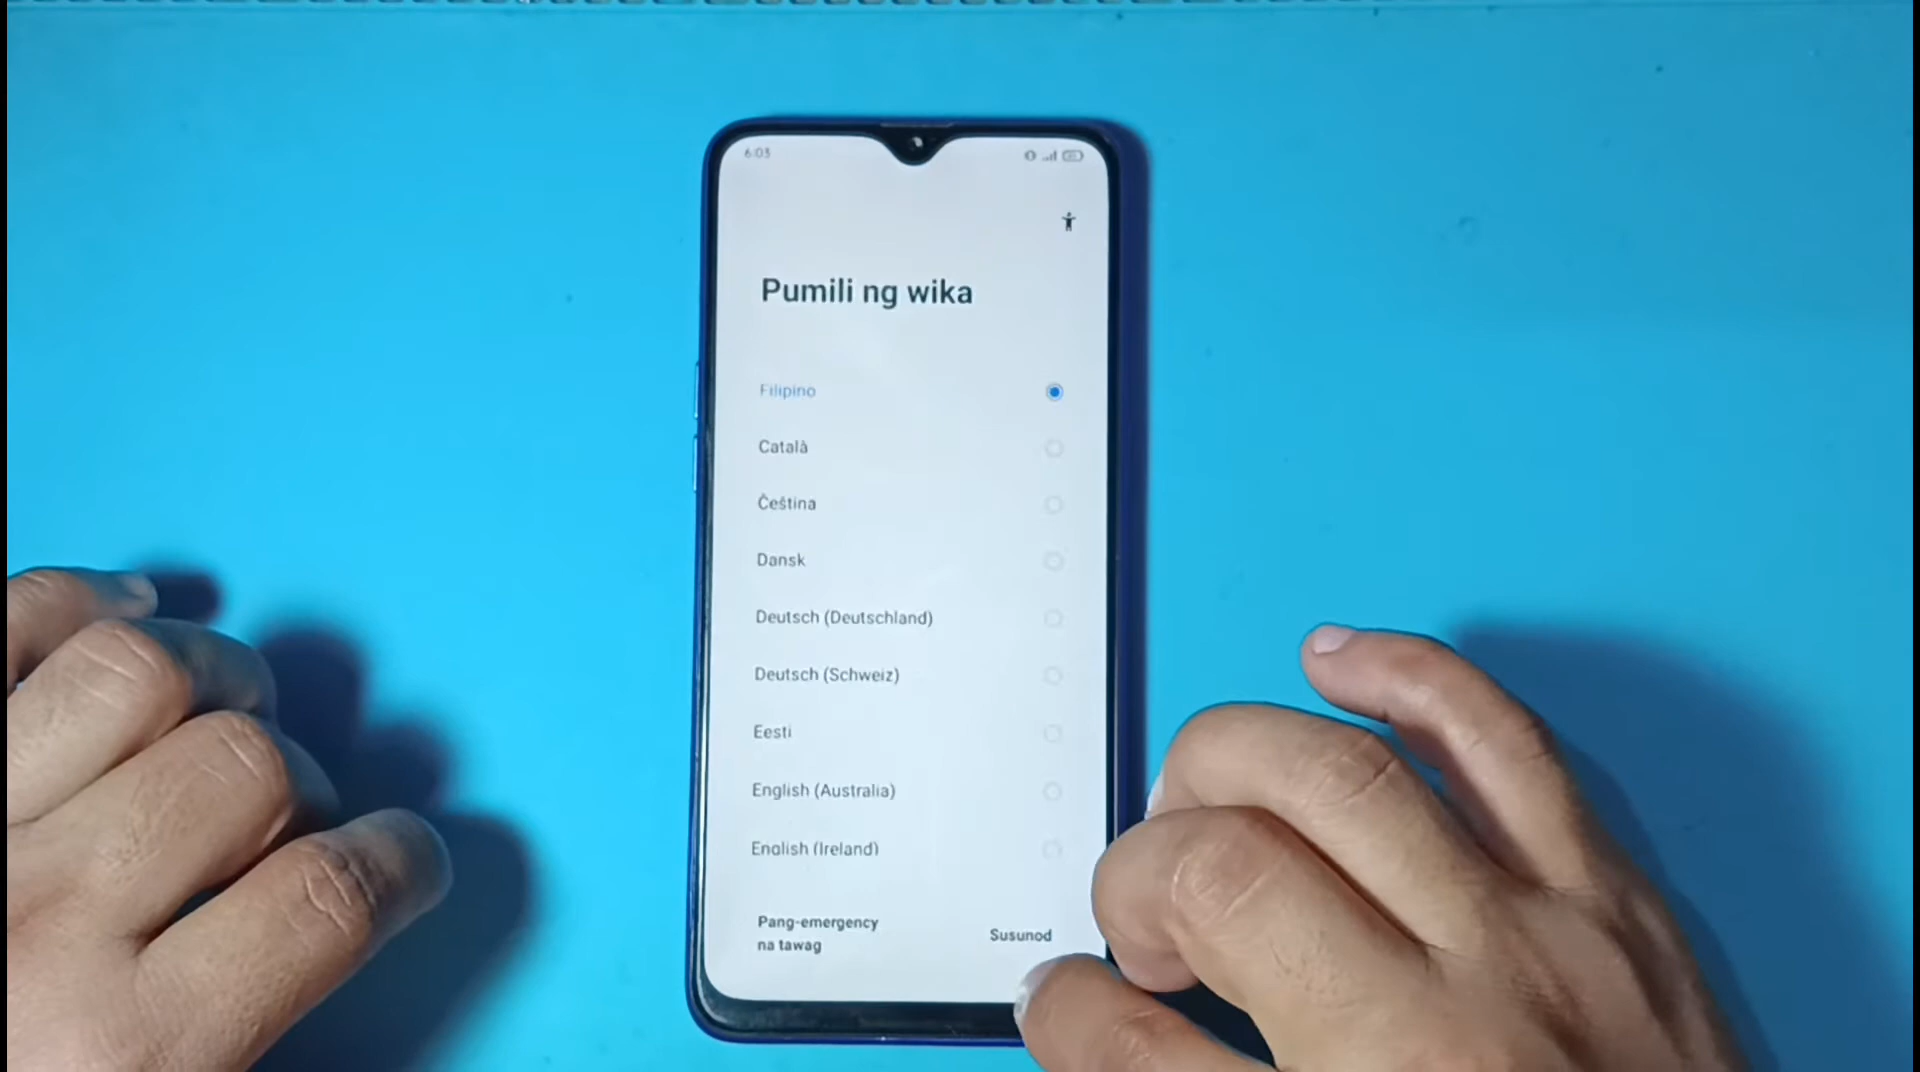 6:03
Pumili ng wika
Filipino
Català
Čeština
Dansk
Deutsch (Deutschland)
Deutsch (Schweiz)
Eesti
English (Australia)
English (Ireland)
Pang-emergency
na tawag
Susunod